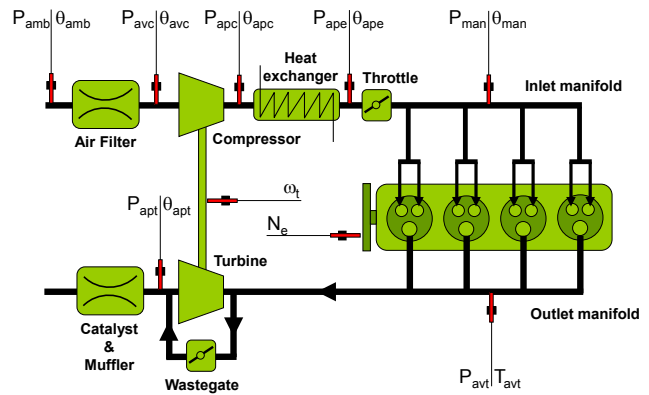 P_amb|θ_amb P_avc|θ_avc P_apc|θ_apc P_ape|θ_ape P_man|θ_man
Heat
exchanger
Throttle
Inlet manifold
Air Filter
Compressor
P_apt|θ_apt
ω_t
N_e
Turbine
Catalyst
&
Muffler
Wastegate
Outlet manifold
P_avt|T_avt